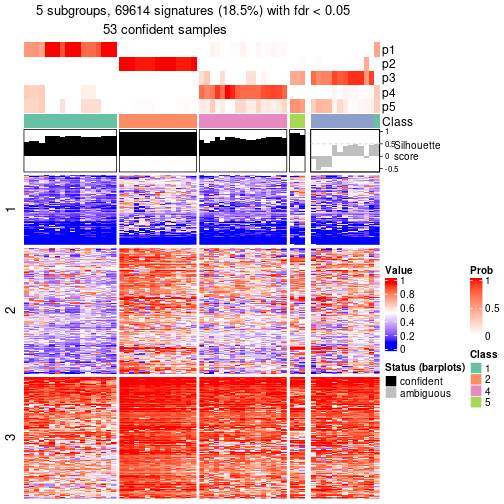 5 subgroups, 69614 signatures (18.5%) with fdr < 0.05
53 confident samples
p1
p2
p3
p4
p5
Class
1
0.5
0
-0.5
Silhouette
score
1
2
3
Value
1
0.8
0.6
0.4
0.2
0
Prob
1
0.5
0
Status (barplots)
confident
ambiguous
Class
1
2
4
5